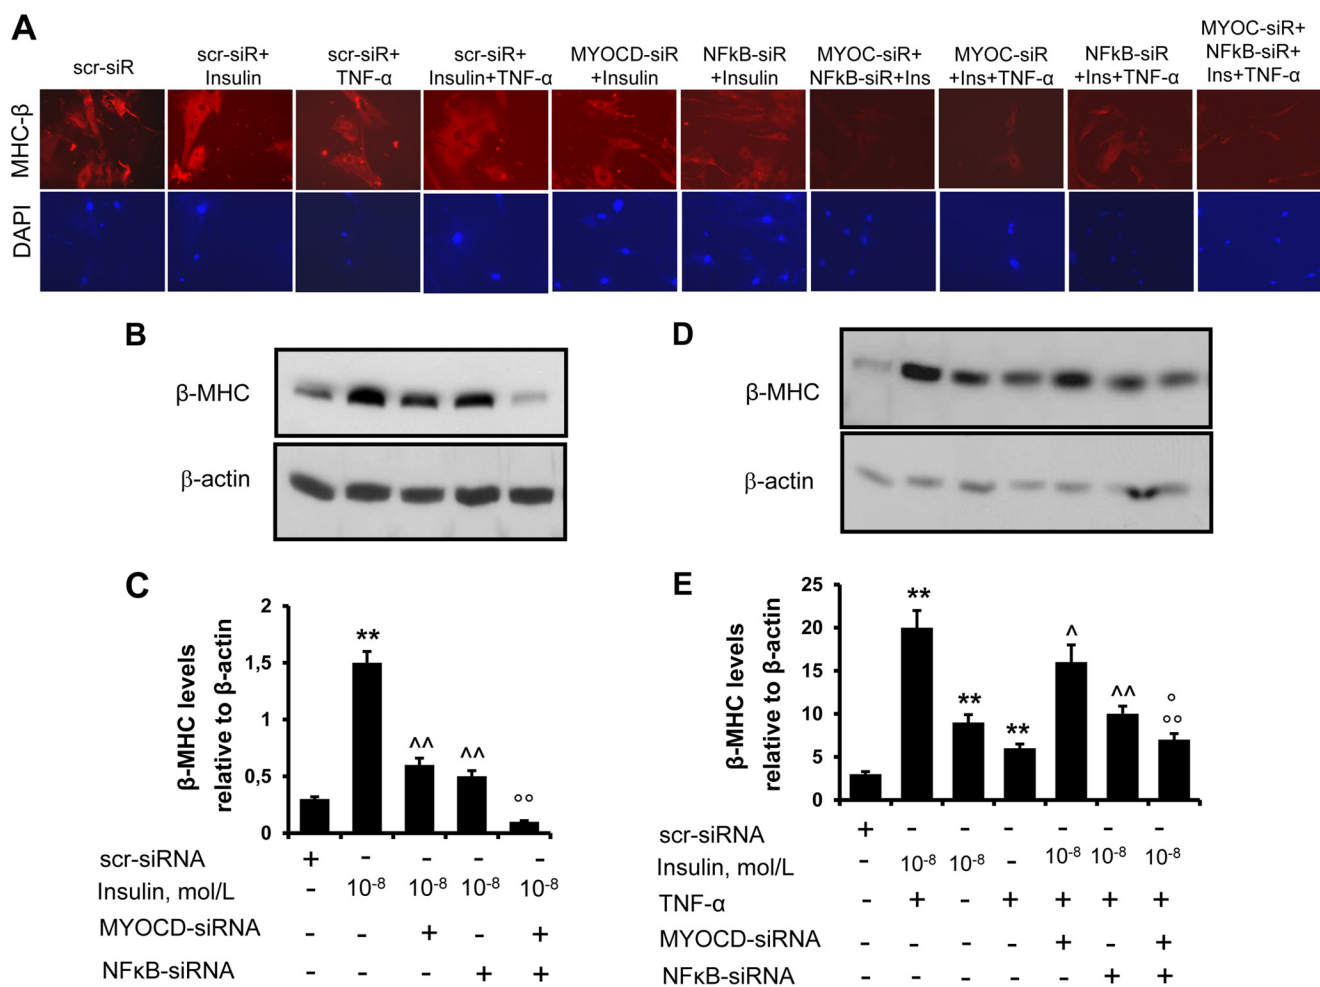 A
scr-siR
scr-siR+
Insulin
scr-siR+
TNF-α
scr-siR+
Insulin+TNF-α
MYOCD-siR
+Insulin
NFkB-siR
+Insulin
MYOC-siR+
NFkB-siR+Ins
MYOC-siR
+Ins+TNF-α
NFkB-siR
+Ins+TNF-α
MYOC-siR+
NFkB-siR+
Ins+TNF-α
MHC-β
DAPI
B
β-MHC
β-actin
D
β-MHC
β-actin
C
β-MHC levels
relative to β-actin
2
1,5
1
0,5
0
**
^^
^^
°°
scr-siRNA + - - - -
Insulin, mol/L - 10⁻⁸ 10⁻⁸ 10⁻⁸ 10⁻⁸
MYOCD-siRNA - - + - +
NFκB-siRNA - - - + +
E
β-MHC levels
relative to β-actin
25
20
15
10
5
0
**
**
**
^
^^
°
°°
scr-siRNA + - - - - - -
Insulin, mol/L - 10⁻⁸ 10⁻⁸ - 10⁻⁸ 10⁻⁸ 10⁻⁸
TNF-α - + - + + + +
MYOCD-siRNA - - - - + - +
NFκB-siRNA - - - - - + +